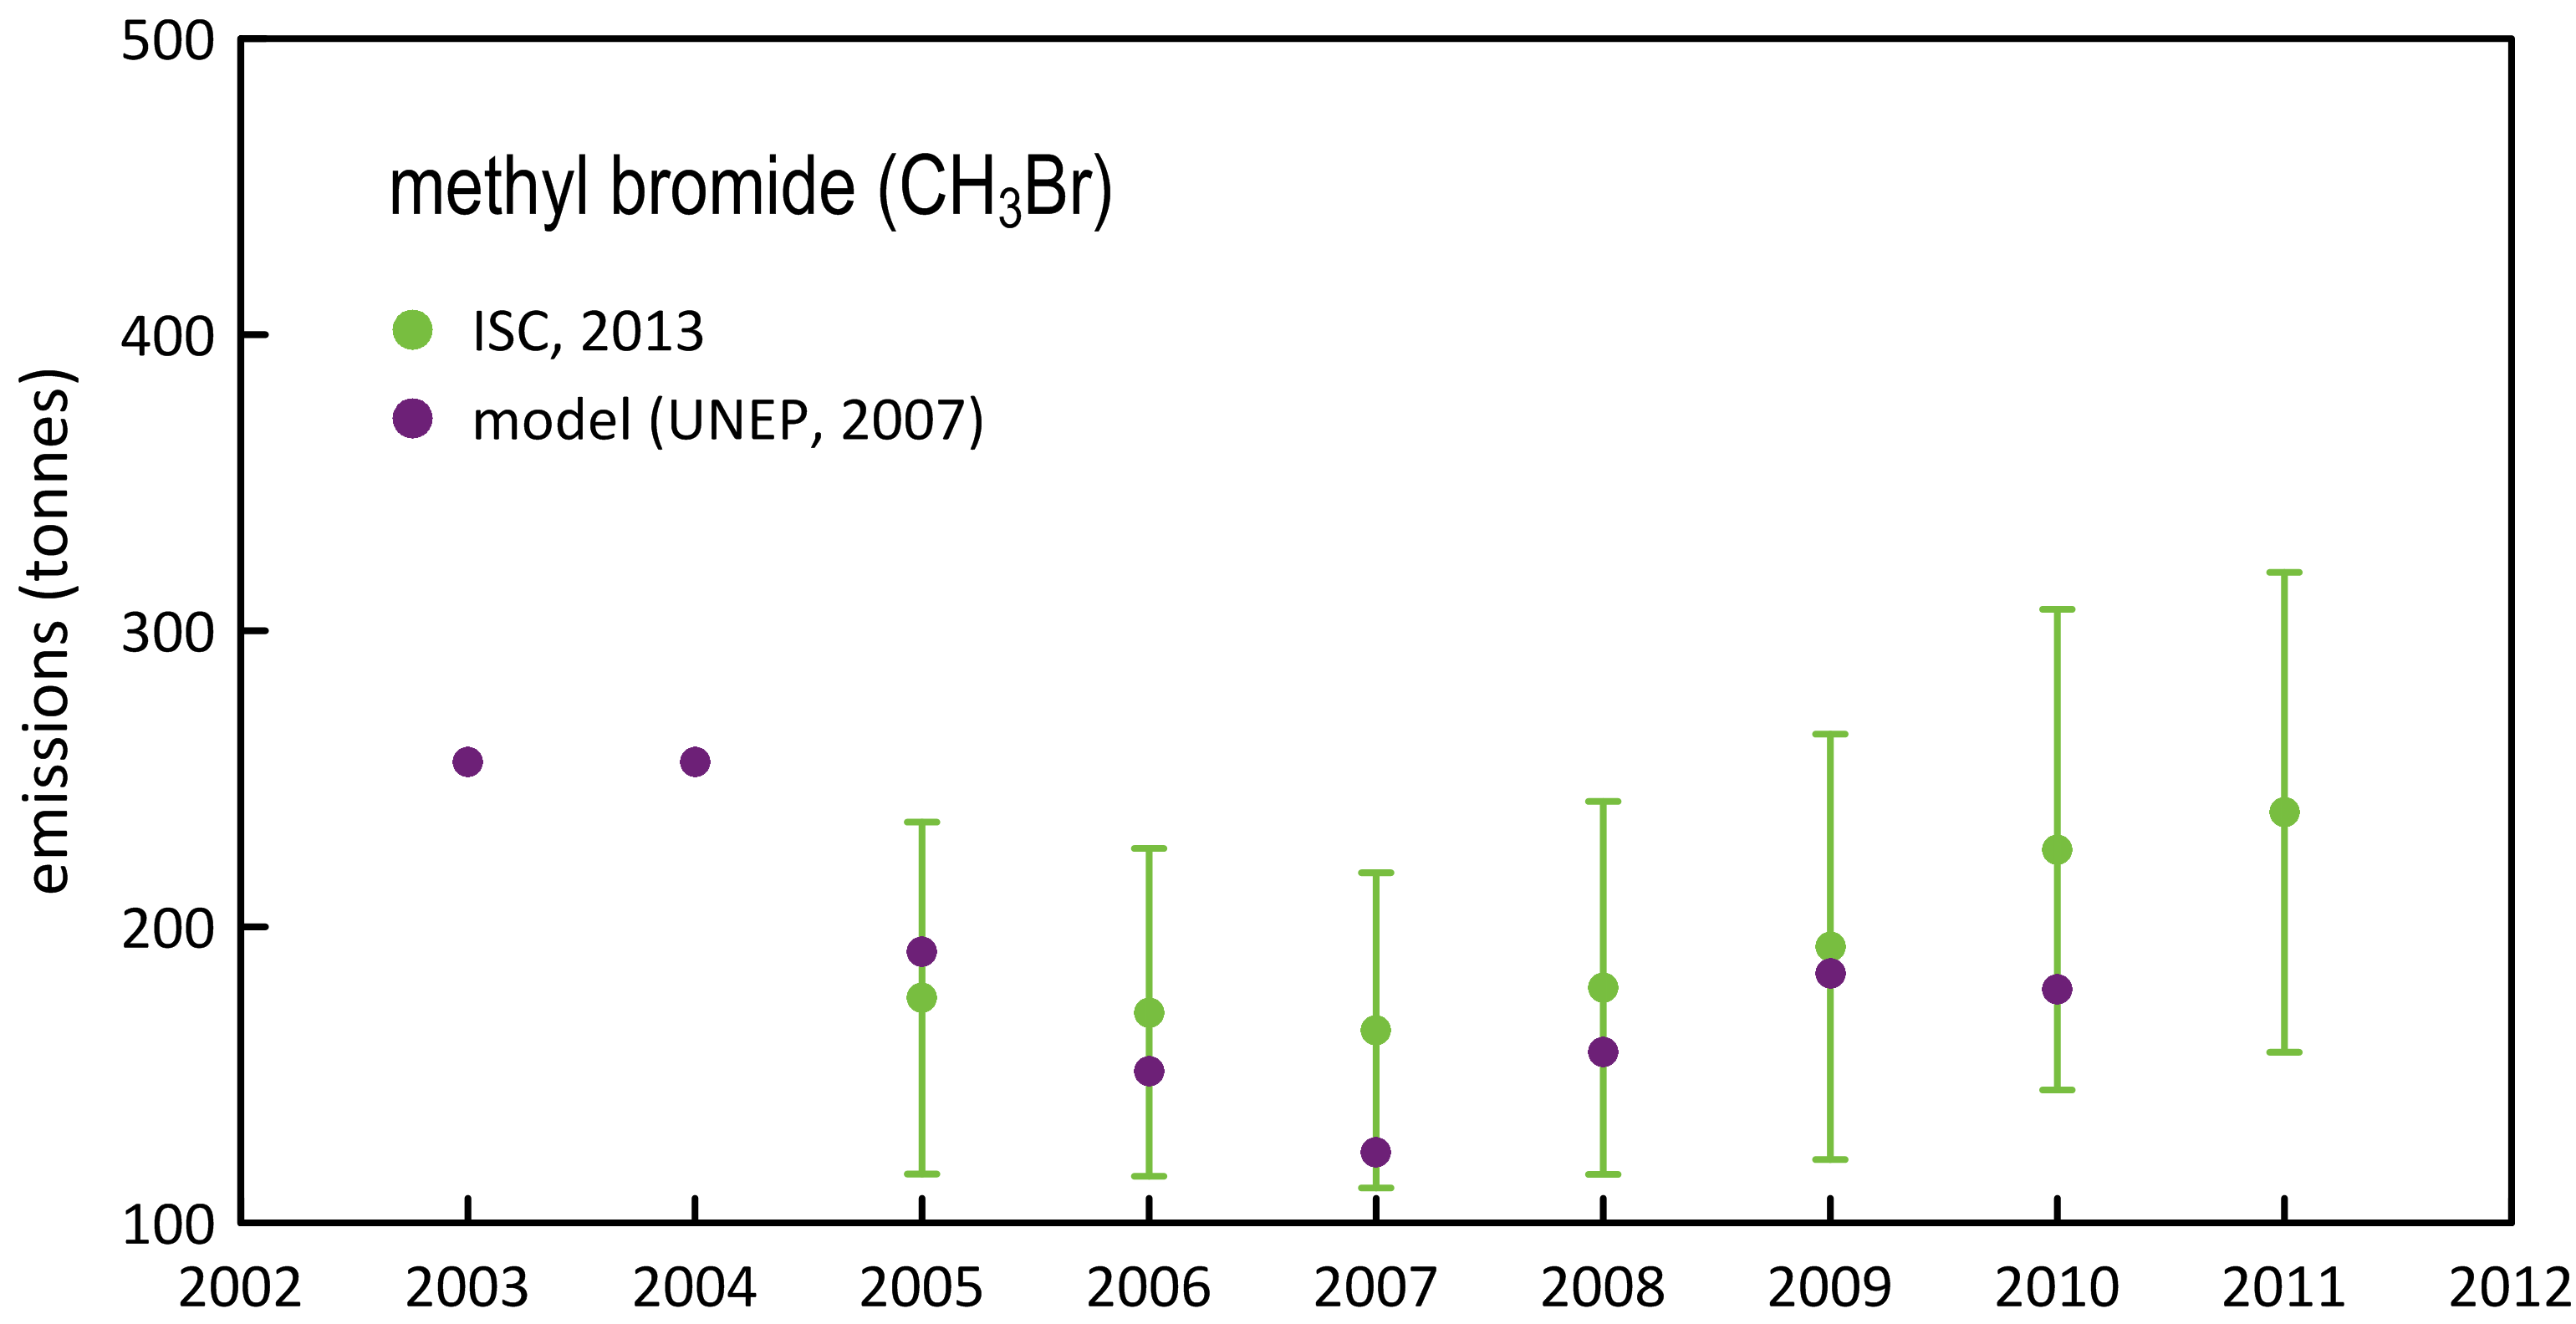 500
methyl bromide (CH₃Br)
ISC, 2013
400
model (UNEP, 2007)
emissions (tonnes)
300
200
100
2002 2003 2004 2005 2006 2007 2008 2009 2010 2011 2012